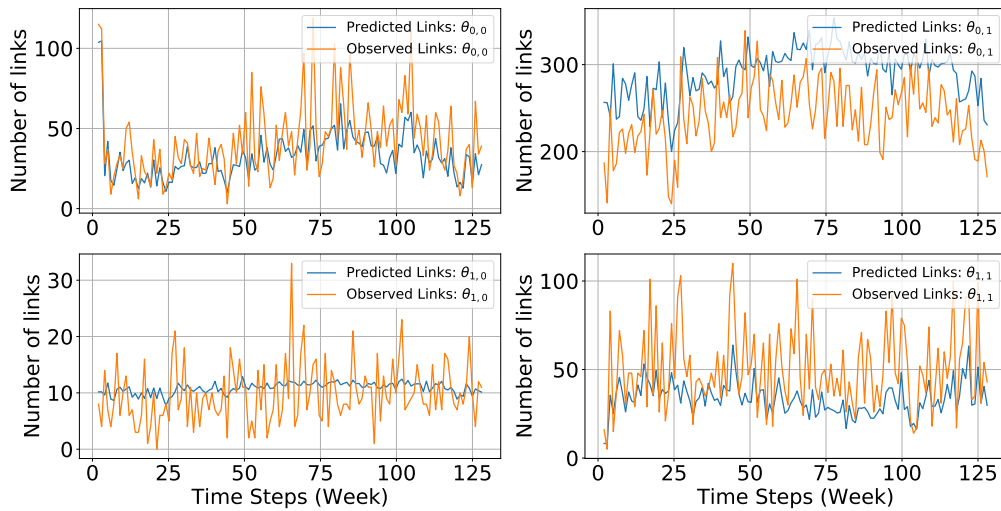 Number of links
100
50
0
0
25
50
75
100
125
Predicted Links: θ0,0
Observed Links: θ0,0
Number of links
300
200
0
25
50
75
100
125
Predicted Links: θ0,1
Observed Links: θ0,1
Number of links
30
20
10
0
0
25
50
75
100
125
Time Steps (Week)
Predicted Links: θ1,0
Observed Links: θ1,0
Number of links
100
50
0
0
25
50
75
100
125
Time Steps (Week)
Predicted Links: θ1,1
Observed Links: θ1,1